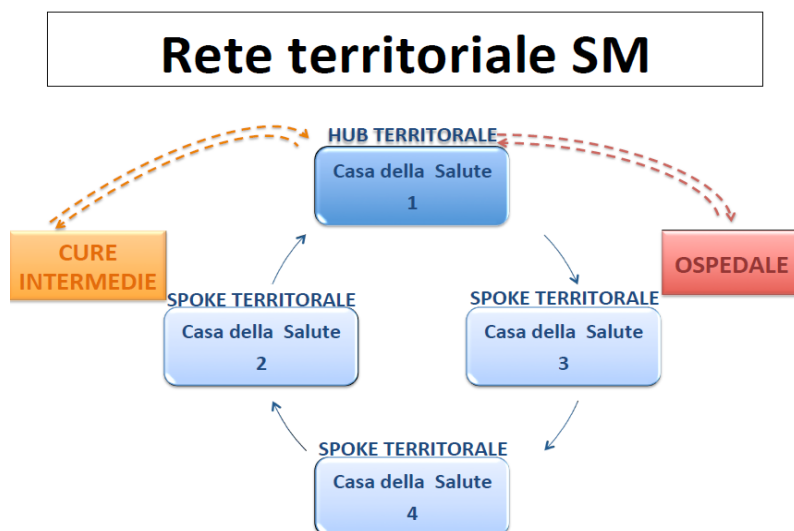 Rete territoriale SM
HUB TERRITORALE
Casa della Salute
1
CURE
INTERMEDIE
OSPEDALE
SPOKE TERRITORALE
Casa della Salute
2
SPOKE TERRITORALE
Casa della Salute
3
SPOKE TERRITORALE
Casa della Salute
4